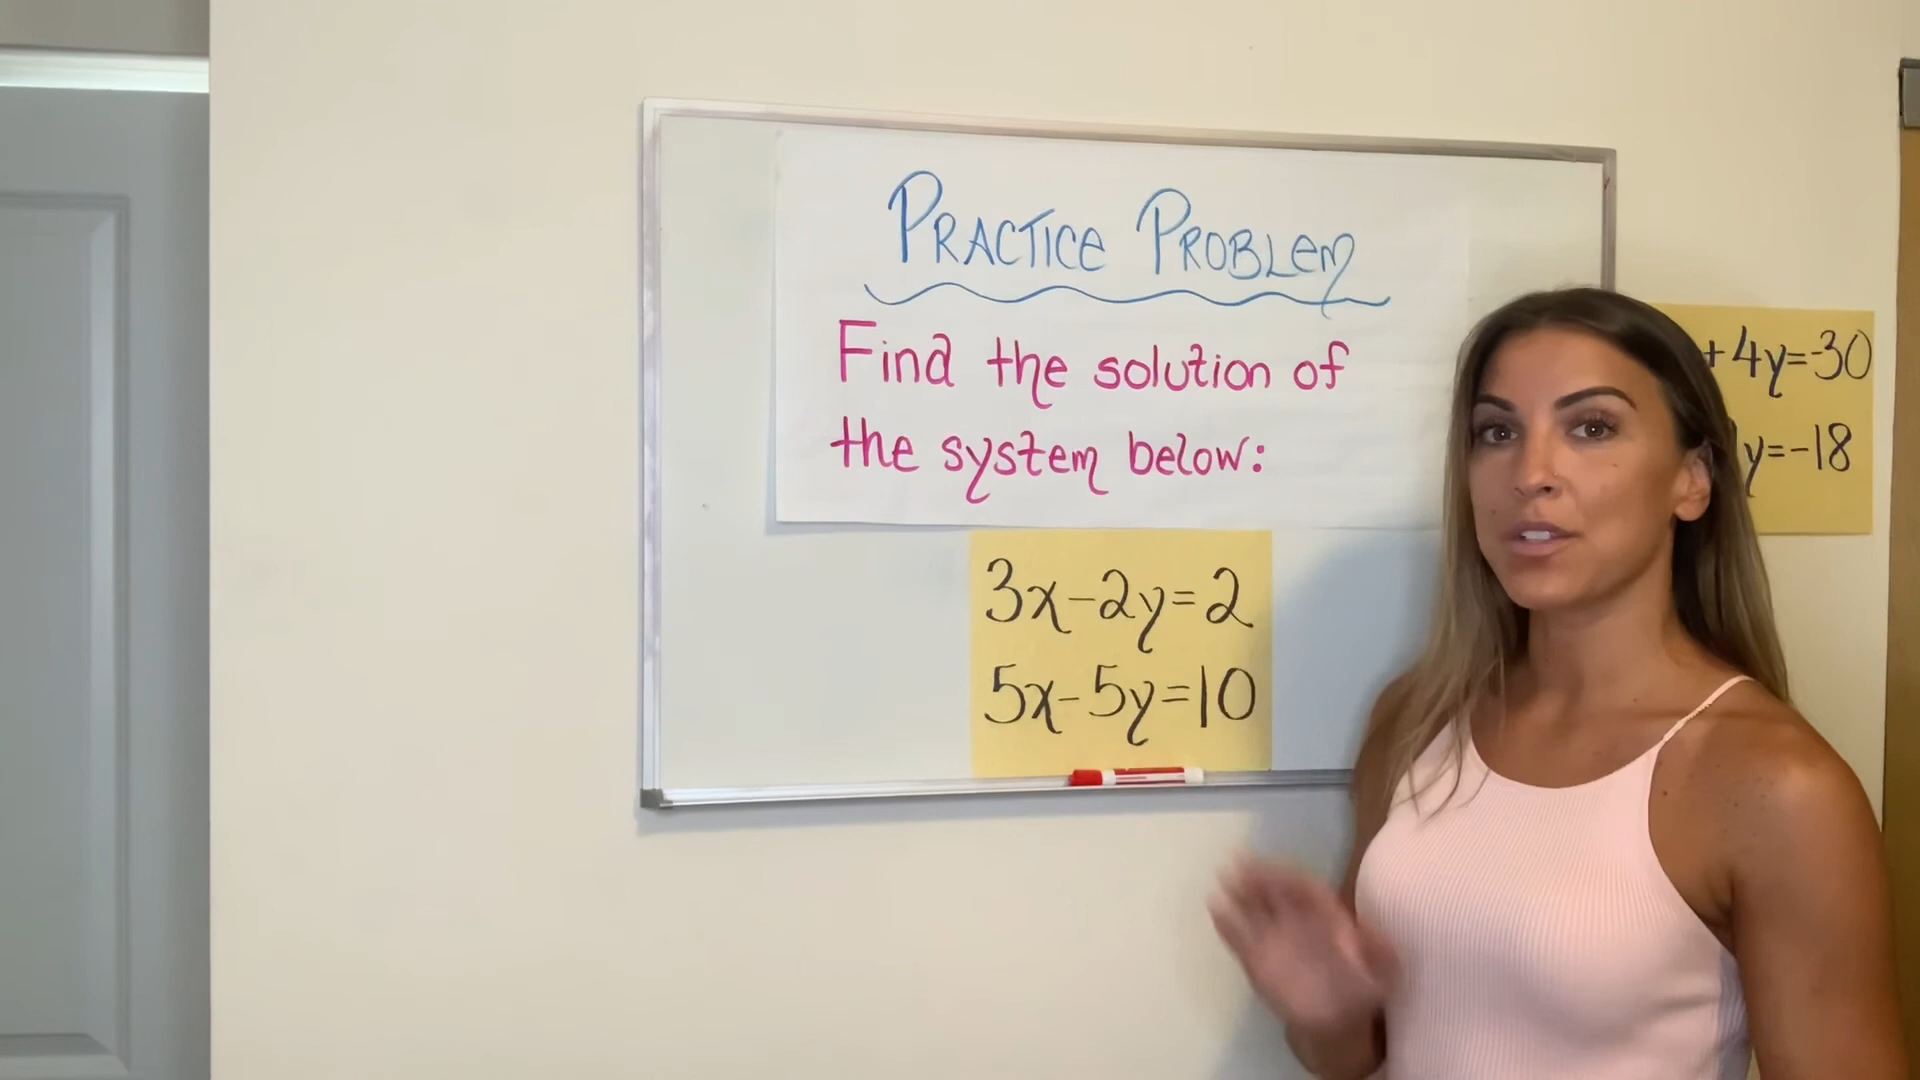 Practice Problem
Find the solution of
the system below:
3x-2y=2
5x-5y=10
+4y=-30
y=-18